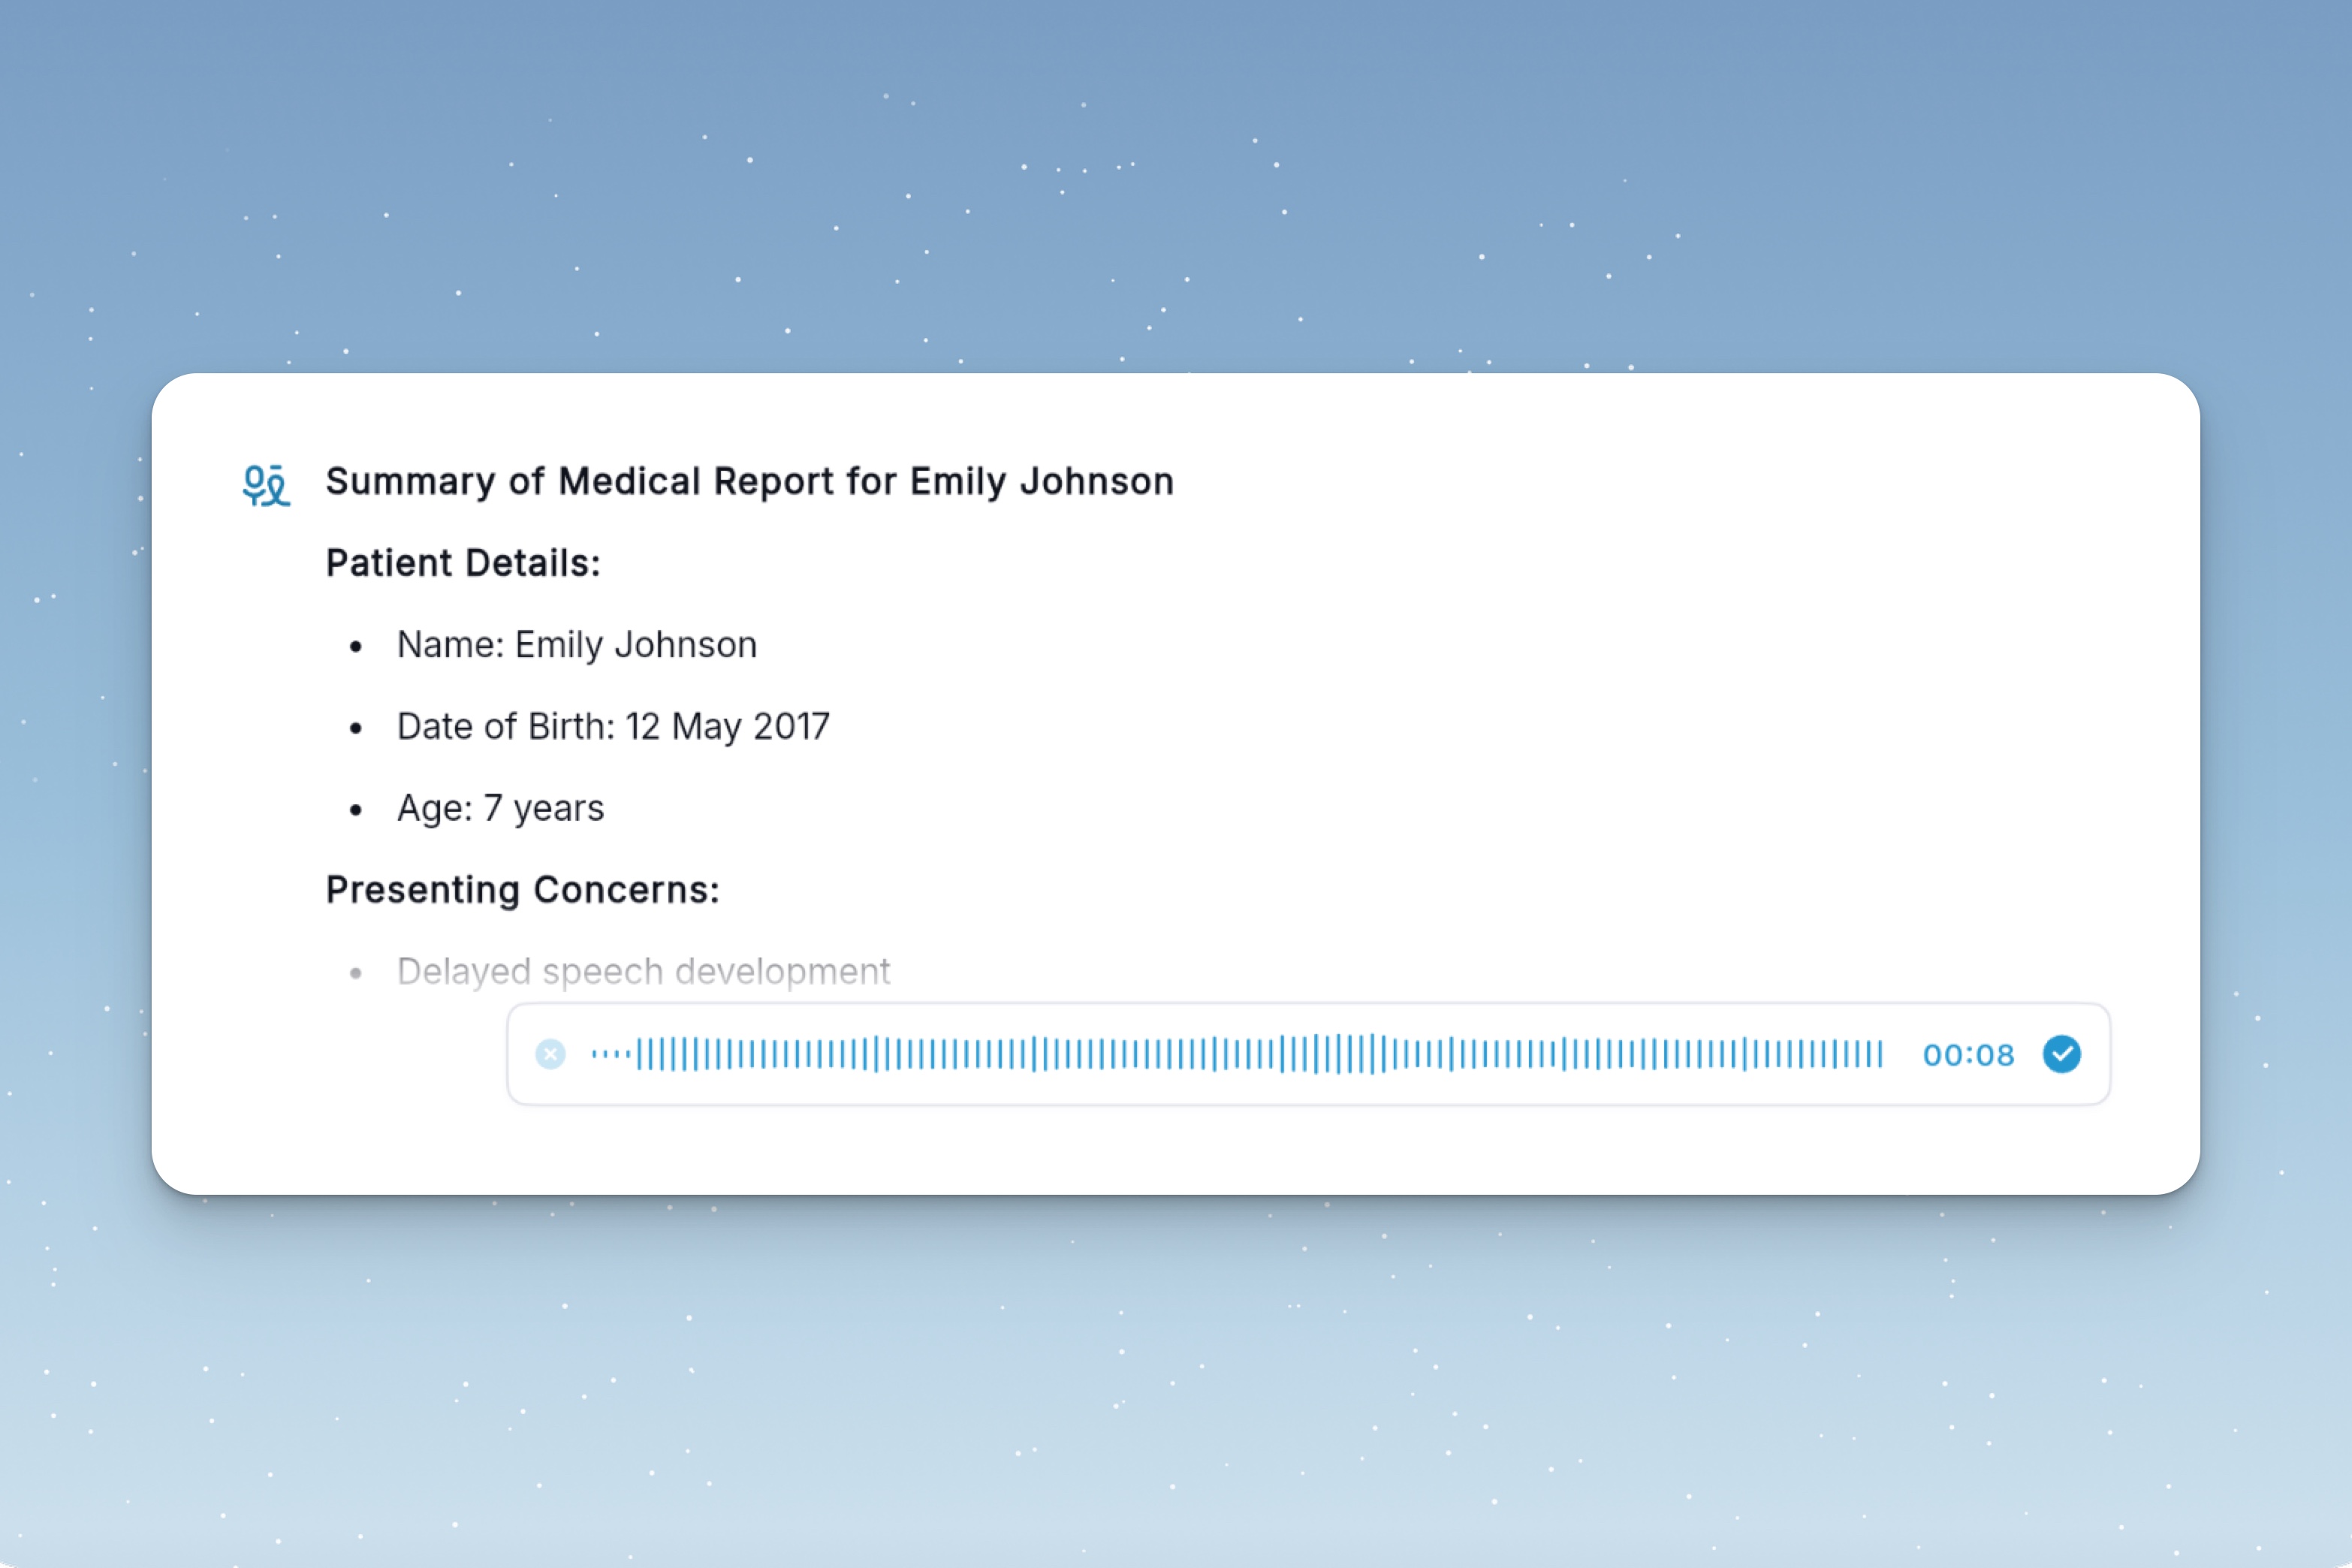 Summary of Medical Report for Emily Johnson
Patient Details:
• Name: Emily Johnson
• Date of Birth: 12 May 2017
• Age: 7 years
Presenting Concerns:
• Delayed speech development
00:08